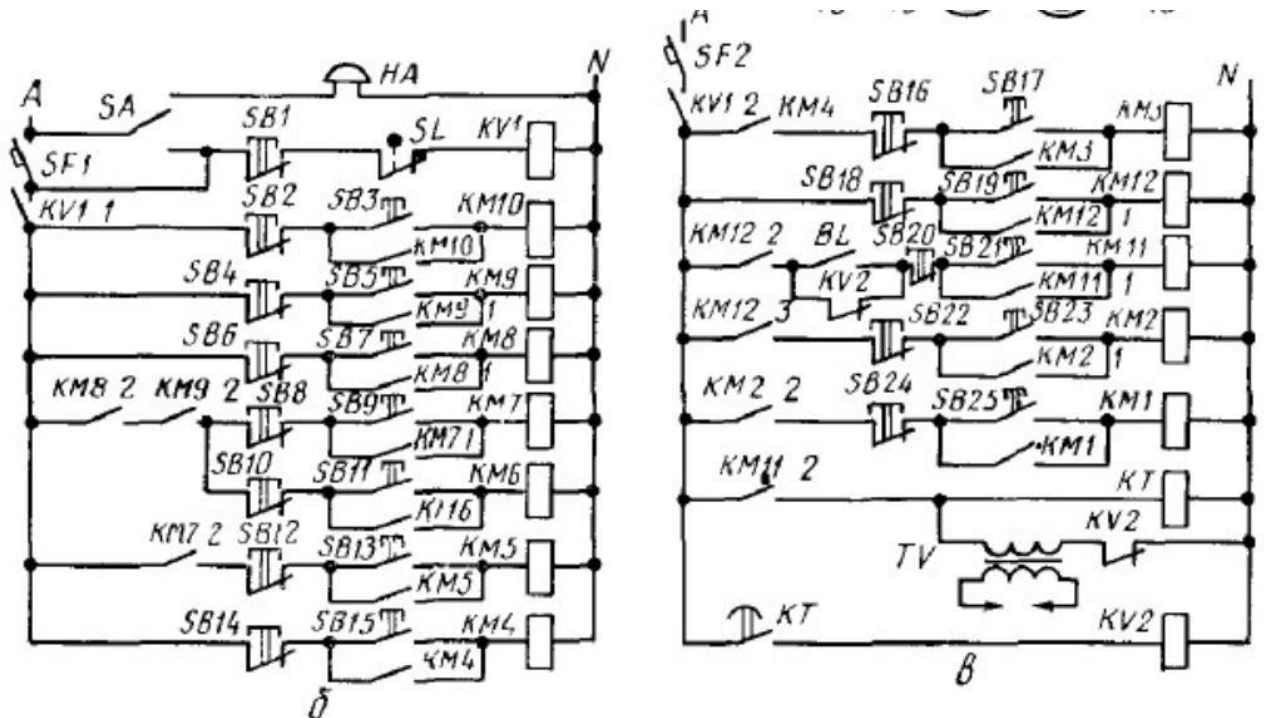 A SA HA N
SF1 SB1 SL KV1
KV1 1 SB2 SB3 KM10
KM10
SB4 SB5 KM9
KM9 1
SB6 SB7 KM8
KM8 1
KM8 2 KM9 2 SB8 SB9 KM7
KM7 1
SB10 SB11 KM6
KM6
KM7 2 SB12 SB13 KM5
KM5
SB14 SB15 KM4
KM4
б
A
SF2 N
KV1 2 KM4 SB16 SB17 KM3
KM3
SB18 SB19 KM12
KM12 1
KM12 2 BL SB20 SB21 KM11
KV2 KM11 1
KM12 3 SB22 SB23 KM2
KM2 1
KM2 2 SB24 SB25 KM1
KM1
KM11 2 KT
TV KV2
KT KV2
в